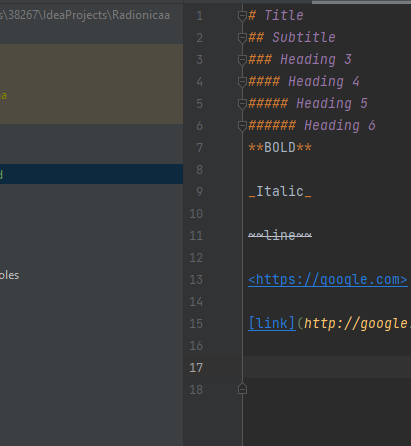 s\38267\IdeaProjects\Radionicaa
1 # Title
2 ## Subtitle
3 ### Heading 3
4 #### Heading 4
5 ##### Heading 5
6 ###### Heading 6
7 **BOLD**
8
9 _Italic_
10
11 ~~line~~
12
13 <https://google.com>
14
15 [link](http://google.
16
17
18
a
d
oles